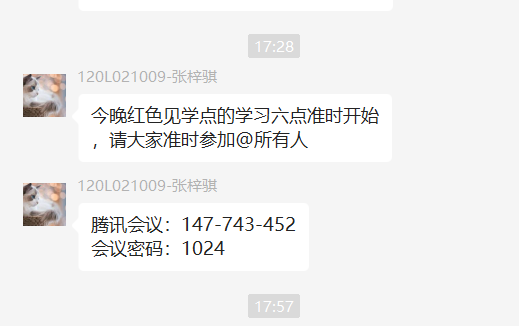 17:28
120L021009-张梓骐
今晚红色见学点的学习六点准时开始
，请大家准时参加@所有人
120L021009-张梓骐
腾讯会议：147-743-452
会议密码：1024
17:57